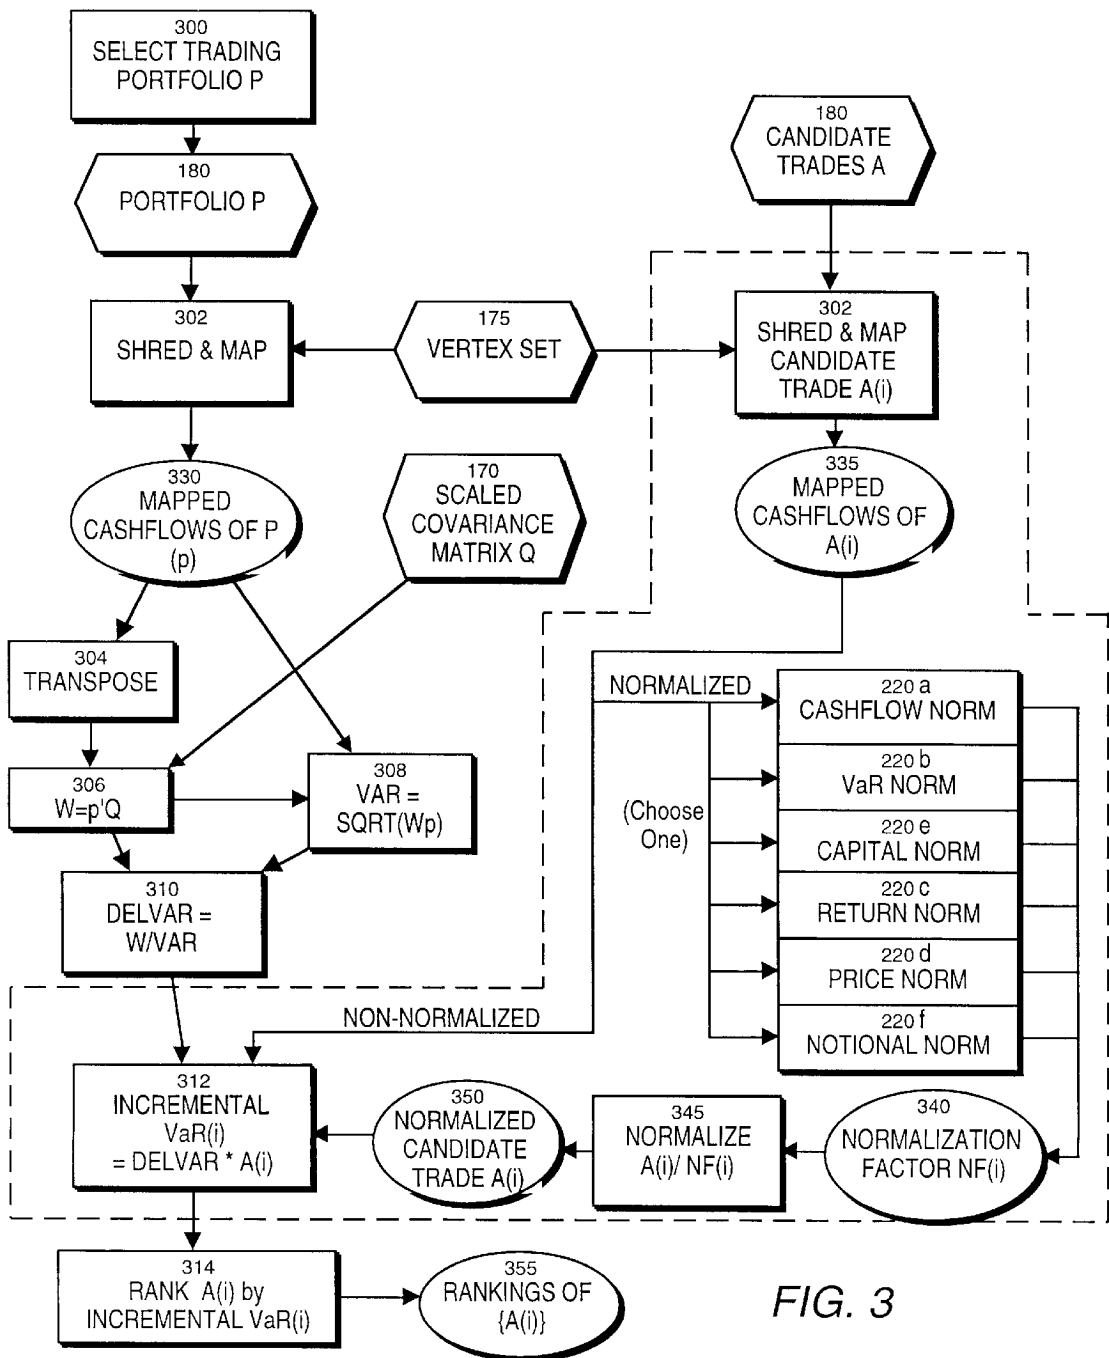 300
SELECT TRADING
PORTFOLIO P
180
PORTFOLIO P
180
CANDIDATE
TRADES A
302
SHRED & MAP
175
VERTEX SET
302
SHRED & MAP
CANDIDATE
TRADE A(i)
330
MAPPED
CASHFLOWS OF P
(p)
170
SCALED
COVARIANCE
MATRIX Q
335
MAPPED
CASHFLOWS OF
A(i)
304
TRANSPOSE
306
W=p'Q
308
VAR =
SQRT(Wp)
310
DELVAR =
W/VAR
NORMALIZED
(Choose
One)
220 a
CASHFLOW NORM
220 b
VaR NORM
220 e
CAPITAL NORM
220 c
RETURN NORM
220 d
PRICE NORM
220 f
NOTIONAL NORM
NON-NORMALIZED
312
INCREMENTAL
VaR(i)
= DELVAR * A(i)
350
NORMALIZED
CANDIDATE
TRADE A(i)
345
NORMALIZE
A(i)/ NF(i)
340
NORMALIZATION
FACTOR NF(i)
314
RANK A(i) by
INCREMENTAL VaR(i)
355
RANKINGS OF
{A(i)}
FIG. 3